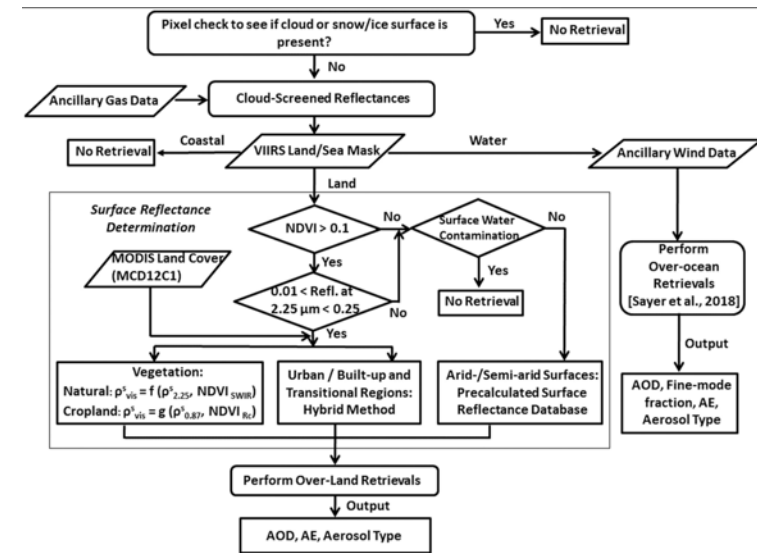 Pixel check to see if cloud or snow/ice surface is
present?
Yes
No Retrieval
No
Ancillary Gas Data
Cloud-Screened Reflectances
Coastal
Water
No Retrieval
VIIRS Land/Sea Mask
Ancillary Wind Data
Land
Surface Reflectance
Determination
NDVI > 0.1
No
Surface Water
Contamination
No
MODIS Land Cover
(MCD12C1)
Yes
Yes
0.01 < Refl. at
2.25 µm < 0.25
No
No Retrieval
Perform
Over-ocean
Retrievals
[Sayer et al., 2018]
Yes
Output
Vegetation:
Natural: ρˢvis = f (ρˢ2.25, NDVI SWIR)
Cropland: ρˢvis = g (ρˢ0.87, NDVI Rc)
Urban / Built-up and
Transitional Regions:
Hybrid Method
Arid-/Semi-arid Surfaces:
Precalculated Surface
Reflectance Database
AOD, Fine-mode
fraction, AE,
Aerosol Type
Perform Over-Land Retrievals
Output
AOD, AE, Aerosol Type